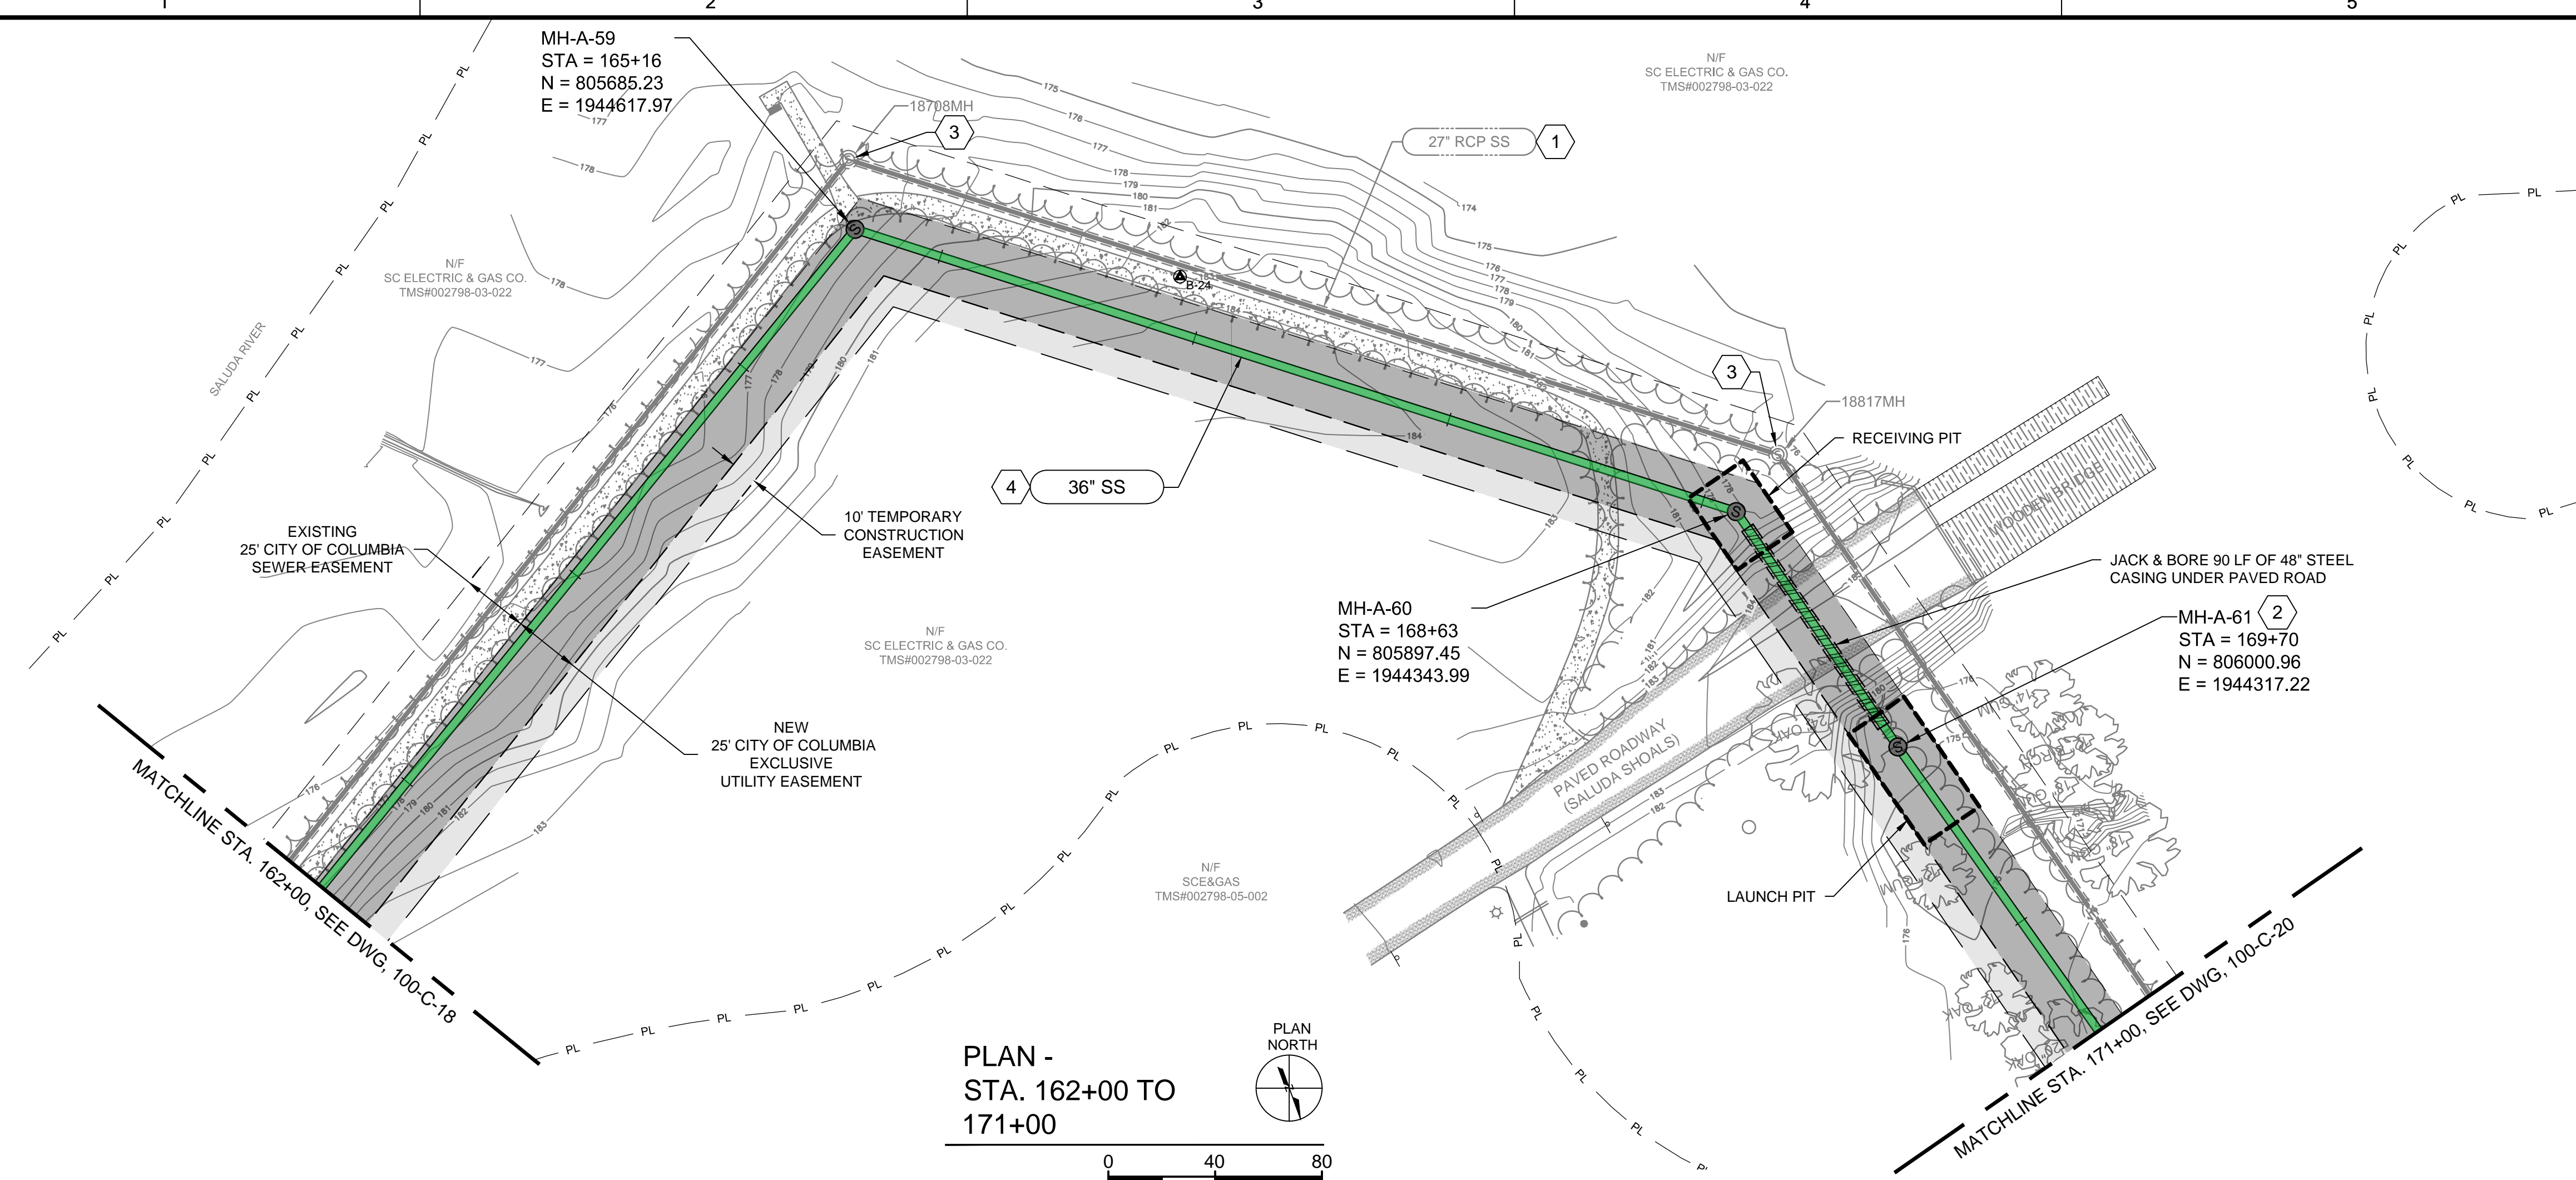 1
2
3
4
5
MH-A-59
STA = 165+16
N = 805685.23
E = 1944617.97
18708MH
3
27" RCP SS
1
N/F
SC ELECTRIC & GAS CO.
TMS#002798-03-022
N/F
SC ELECTRIC & GAS CO.
TMS#002798-03-022
SALUDA RIVER
B-24
3
18817MH
RECEIVING PIT
WOODEN BRIDGE
4
36" SS
10' TEMPORARY
CONSTRUCTION
EASEMENT
EXISTING
25' CITY OF COLUMBIA
SEWER EASEMENT
N/F
SC ELECTRIC & GAS CO.
TMS#002798-03-022
MH-A-60
STA = 168+63
N = 805897.45
E = 1944343.99
JACK & BORE 90 LF OF 48" STEEL
CASING UNDER PAVED ROAD
MH-A-61
2
STA = 169+70
N = 806000.96
E = 1944317.22
NEW
25' CITY OF COLUMBIA
EXCLUSIVE
UTILITY EASEMENT
PAVED ROADWAY
(SALUDA SHOALS)
N/F
SCE&GAS
TMS#002798-05-002
LAUNCH PIT
MATCHLINE STA. 162+00, SEE DWG, 100-C-18
MATCHLINE STA. 171+00, SEE DWG, 100-C-20
PLAN -
STA. 162+00 TO
171+00
PLAN
NORTH
0 40 80